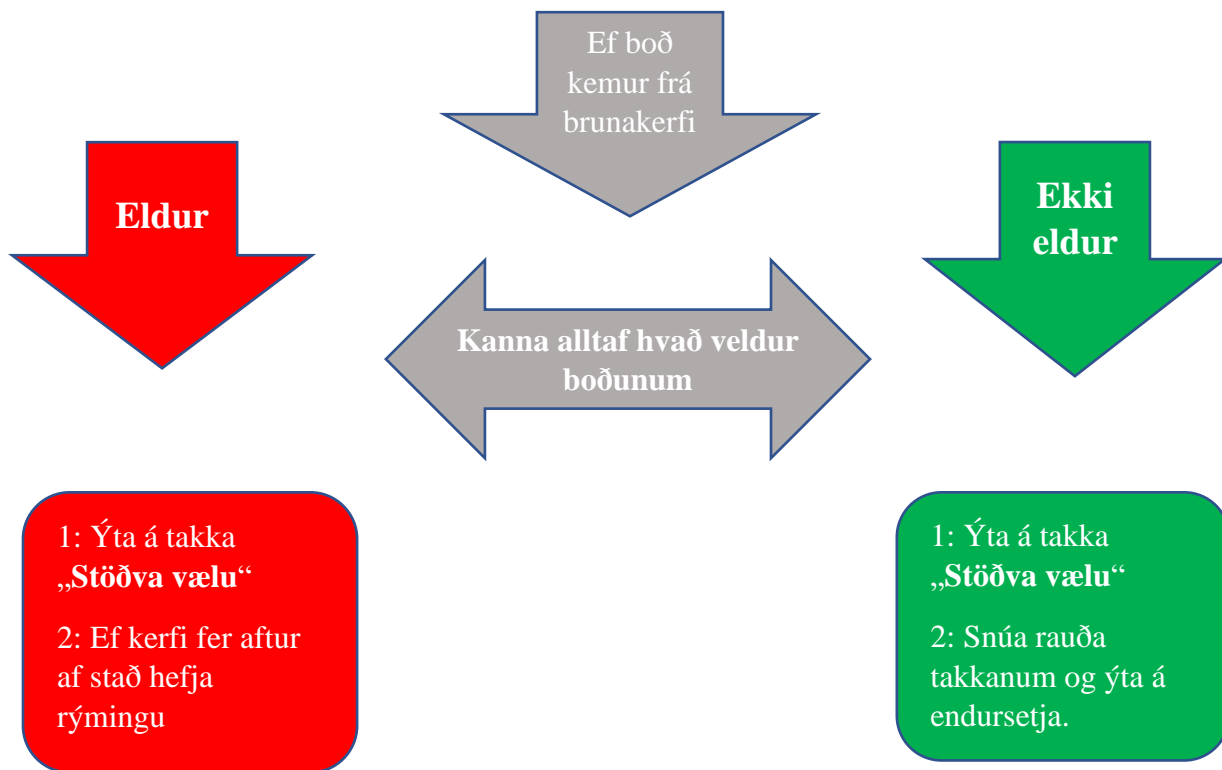 Ef boð
kemur frá
brunakerfi
Eldur
Ekki
eldur
Kanna alltaf hvað veldur
boðunum
1: Ýta á takka
„Stöðva vælu“
2: Ef kerfi fer aftur
af stað hefja
rýmingu
1: Ýta á takka
„Stöðva vælu“
2: Snúa rauða
takkanum og ýta á
endursetja.